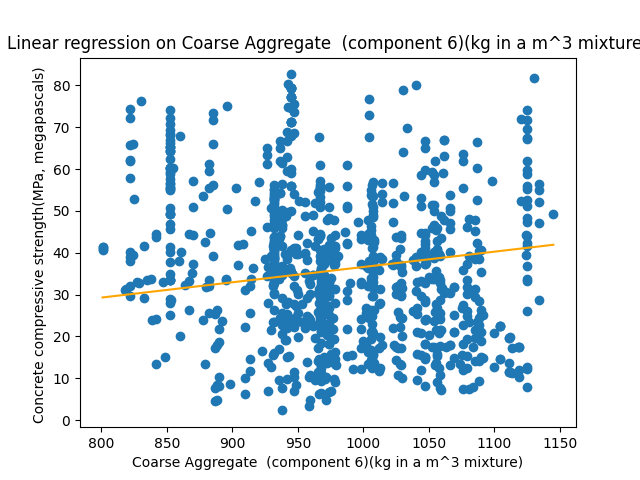 Linear regression on Coarse Aggregate  (component 6)(kg in a m^3 mixture
Concrete compressive strength(MPa, megapascals)
80
70
60
50
40
30
20
10
0
800 850 900 950 1000 1050 1100 1150
Coarse Aggregate  (component 6)(kg in a m^3 mixture)